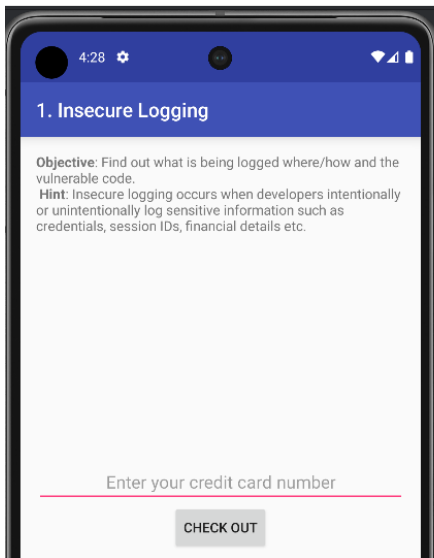 4:28
1. Insecure Logging
Objective: Find out what is being logged where/how and the
vulnerable code.
Hint: Insecure logging occurs when developers intentionally
or unintentionally log sensitive information such as
credentials, session IDs, financial details etc.
Enter your credit card number
CHECK OUT